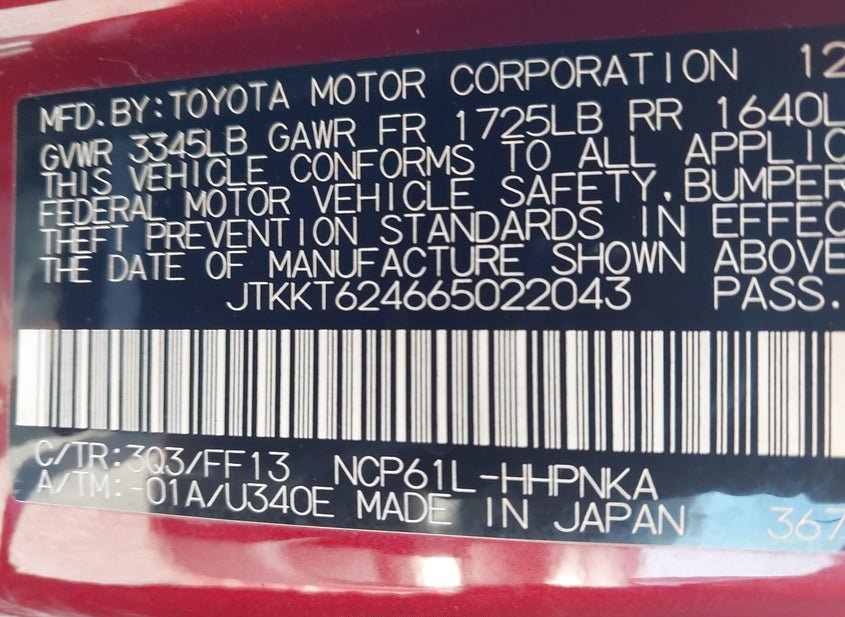 MFD. BY: TOYOTA MOTOR CORPORATION 12
GVWR 3345LB GAWR FR 1725LB RR 1640L
THIS VEHICLE CONFORMS TO ALL APPLIC
FEDERAL MOTOR VEHICLE SAFETY, BUMPER
THEFT PREVENTION STANDARDS IN EFFEC
THE DATE OF MANUFACTURE SHOWN ABOVE
JTKKT624665022043 PASS.
C/TR: 3Q3/FF13 NCP61L-HHPNKA
A/TM: -01A/U340E MADE IN JAPAN 367